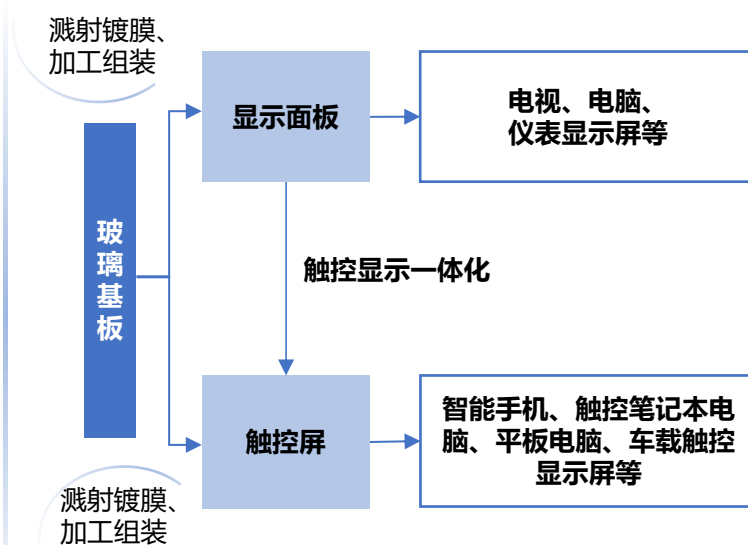 溅射镀膜、
加工组装
显示面板
电视、电脑、
仪表显示屏等
玻璃基板
触控显示一体化
触控屏
智能手机、触控笔记本电
脑、平板电脑、车载触控
显示屏等
溅射镀膜、
加工组装